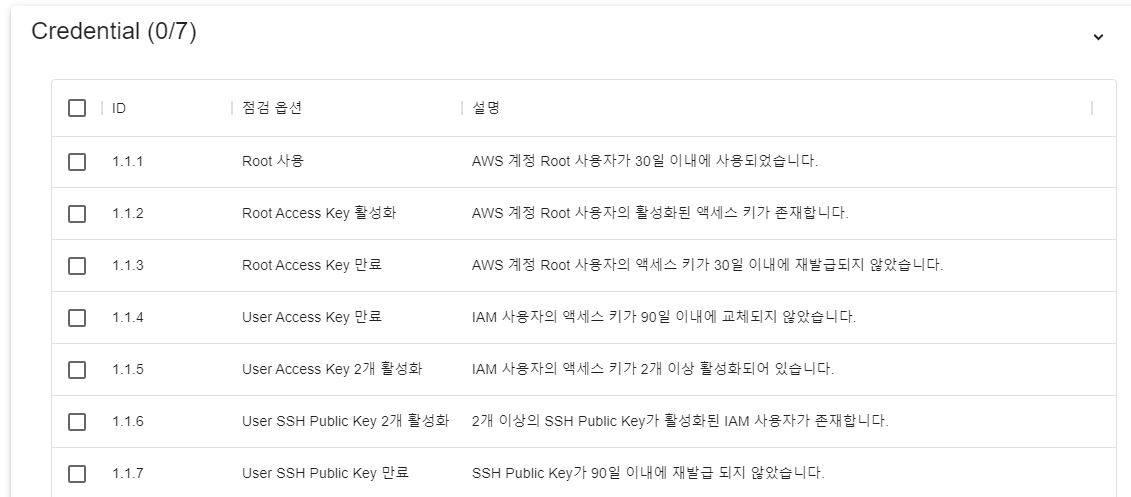 Credential (0/7)
ID 점검 옵션 설명
1.1.1 Root 사용 AWS 계정 Root 사용자가 30일 이내에 사용되었습니다.
1.1.2 Root Access Key 활성화 AWS 계정 Root 사용자의 활성화된 액세스 키가 존재합니다.
1.1.3 Root Access Key 만료 AWS 계정 Root 사용자의 액세스 키가 30일 이내에 재발급되지 않았습니다.
1.1.4 User Access Key 만료 IAM 사용자의 액세스 키가 90일 이내에 교체되지 않았습니다.
1.1.5 User Access Key 2개 활성화 IAM 사용자의 액세스 키가 2개 이상 활성화되어 있습니다.
1.1.6 User SSH Public Key 2개 활성화 2개 이상의 SSH Public Key가 활성화된 IAM 사용자가 존재합니다.
1.1.7 User SSH Public Key 만료 SSH Public Key가 90일 이내에 재발급 되지 않았습니다.